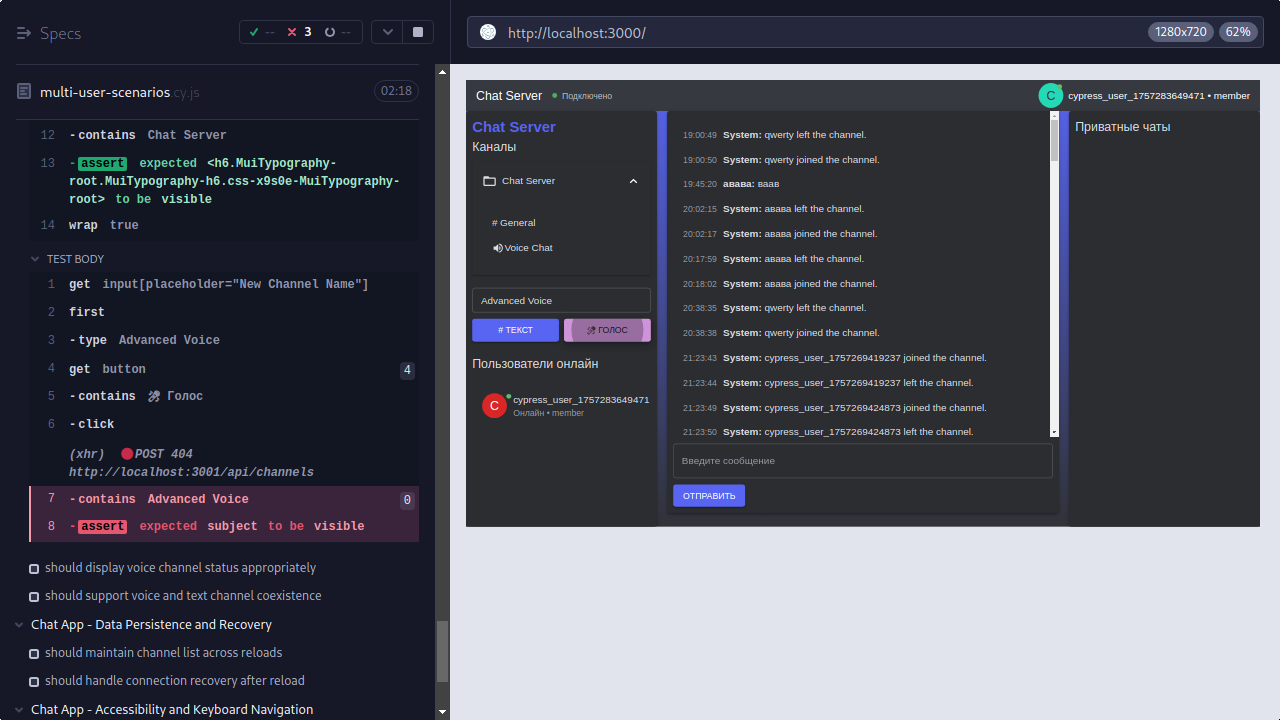 Specs
--
3
--
multi-user-scenarios.cy.js
02:18
12 -contains Chat Server
13 -assert expected <h6.MuiTypography-
root.MuiTypography-h6.css-x9s0e-MuiTypography-
root> to be visible
14 wrap true
TEST BODY
1 get input[placeholder="New Channel Name"]
2 first
3 -type Advanced Voice
4 get button 4
5 -contains 🎤 Голос
6 -click
(xhr) POST 404
http://localhost:3001/api/channels
7 -contains Advanced Voice 0
8 -assert expected subject to be visible
should display voice channel status appropriately
should support voice and text channel coexistence
Chat App - Data Persistence and Recovery
should maintain channel list across reloads
should handle connection recovery after reload
Chat App - Accessibility and Keyboard Navigation
http://localhost:3000/
1280x720
62%
Chat Server
Подключено
C
cypress_user_1757283649471 • member
Chat Server
Каналы
Chat Server
# General
Voice Chat
Advanced Voice
# ТЕКСТ
🎤 ГОЛОС
Пользователи онлайн
C
cypress_user_1757283649471
Онлайн • member
19:00:49 System: qwerty left the channel.
19:00:50 System: qwerty joined the channel.
19:45:20 авава: ваав
20:02:15 System: авава left the channel.
20:02:17 System: авава joined the channel.
20:17:59 System: авава left the channel.
20:18:02 System: авава joined the channel.
20:38:35 System: qwerty left the channel.
20:38:38 System: qwerty joined the channel.
21:23:43 System: cypress_user_1757269419237 joined the channel.
21:23:44 System: cypress_user_1757269419237 left the channel.
21:23:49 System: cypress_user_1757269424873 joined the channel.
21:23:50 System: cypress_user_1757269424873 left the channel.
Введите сообщение
ОТПРАВИТЬ
Приватные чаты